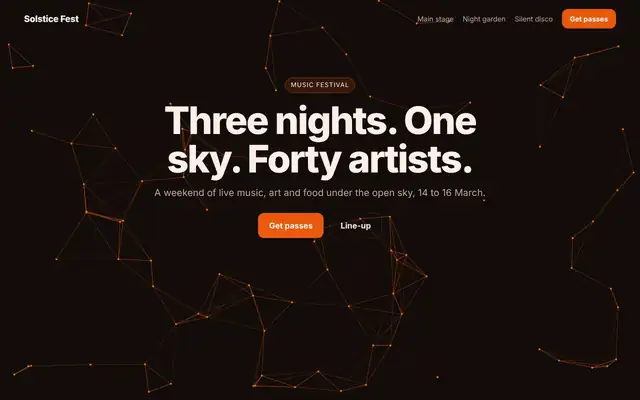 Solstice Fest
Main stage
Night garden
Silent disco
Get passes
MUSIC FESTIVAL
Three nights. One
sky. Forty artists.
A weekend of live music, art and food under the open sky, 14 to 16 March.
Get passes
Line-up